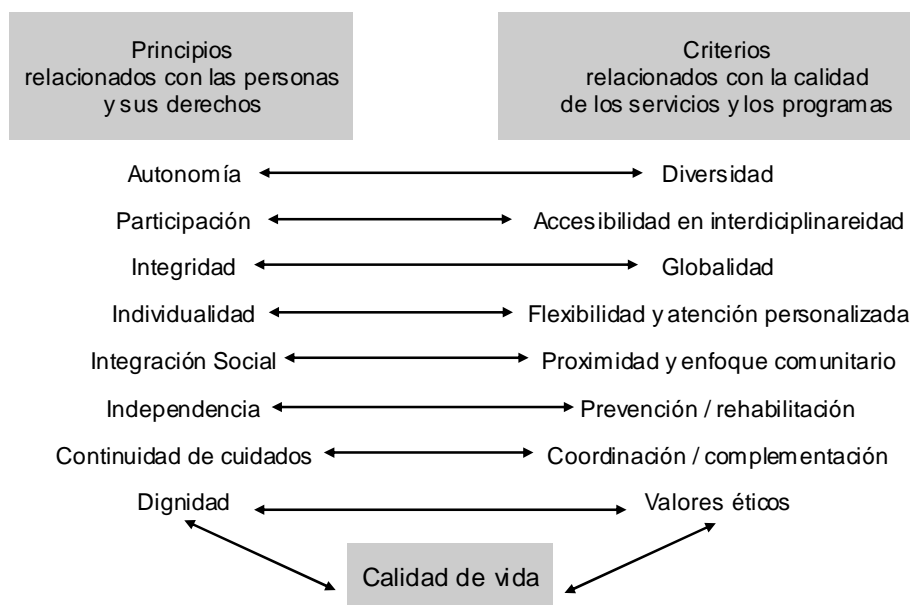 Principios
relacionados con las personas
y sus derechos
Criterios
relacionados con la calidad
de los servicios y los programas
Autonomía
Diversidad
Participación
Accesibilidad en interdiciplinareidad
Integridad
Globalidad
Individualidad
Flexibilidad y atención personalizada
Integración Social
Proximidad y enfoque comunitario
Independencia
Prevención / rehabilitación
Continuidad de cuidados
Coordinación / complementación
Dignidad
Valores éticos
Calidad de vida